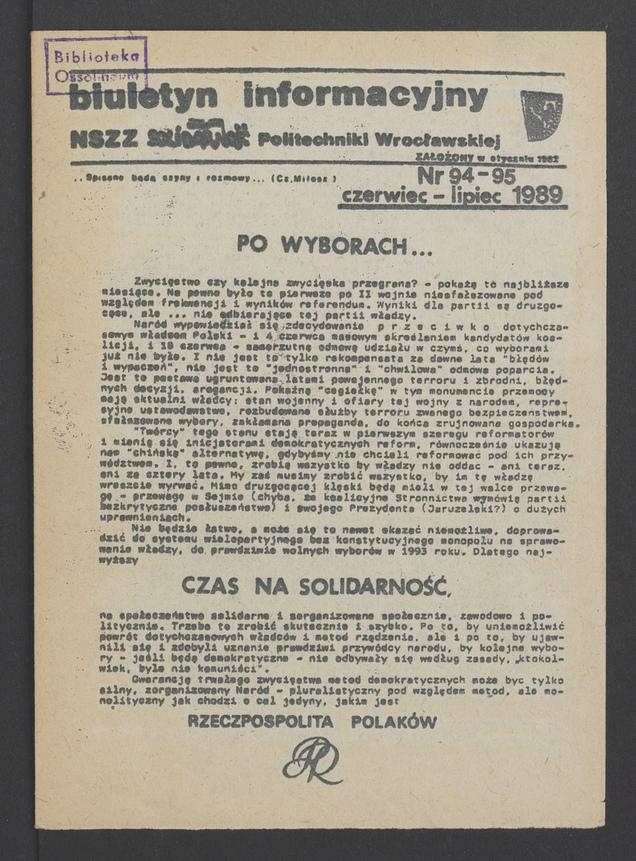 Biblioteka
Ossolineum
biuletyn informacyjny
NSZZ Solidarność Politechniki Wrocławskiej
ZAŁOŻONY w styczniu 1982
..Spisane będą czyny i rozmowy... (Cz.Miłosz)
Nr 94-95
czerwiec - lipiec 1989
PO WYBORACH...
Zwycięstwo czy kolejna zwycięska przegrana? - pokażą to najbliższe
miesiące. Na pewno było to pierwsze po II wojnie niesfałszowane pod
względem frekwencji i wyników referendum. Wyniki dla partii są druzgo-
cące, ale ... nie odbierające tej partii władzy.
Naród wypowiedział się zdecydowanie p r z e c i w k o dotychcza-
sowym władzom Polski - i 4 czerwca masowym skreślaniem kandydatów koa-
licji, i 18 czerwca - samorzutną odmową udziału w czymś, co wyborami
już nie było. I nie jest to tylko rekompensata za dawne lata "błędów
i wypaczeń", nie jest to "jednostronna" i "chwilowa" odmowa poparcia.
Jest to postawa ugruntowana latami powojennego terroru i zbrodni, błęd-
nych decyzji, arogancji. Pokaźną "cegiełkę" w tym monumencie przemocy
mają aktualni władcy: stan wojenny i ofiary tej wojny z narodem, repre-
syjne ustawodawstwo, rozbudowane służby terroru zwanego bezpieczeństwem,
sfałszowane wybory, zakłamana propaganda, do końca zrujnowana gospodarka.
"Twórcy" tego stanu stają teraz w pierwszym szeregu reformatorów
i mienią się inicjatorami demokratycznych reform, równocześnie ukazują
nam "chińską" alternatywę, gdybyśmy nie chcieli reformować pod ich przy-
wództwem. I, to pewne, zrobią wszystko by władzy nie oddać - ani teraz,
ani za cztery lata. My zaś musimy zrobić wszystko, by im tę władzę
wreszcie wyrwać. Mimo druzgocącej klęski będą mieli w tej walce przewa-
gę - przewagę w Sejmie (chyba, że koalicyjne Stronnictwa wymówią partii
bezkrytyczne posłuszeństwo) i swojego Prezydenta (Jaruzelski?) o dużych
uprawnieniach.
Nie będzie łatwo, a może się to nawet okazać niemożliwe, doprowa-
dzić do systemu wielopartyjnego bez konstytucyjnego monopolu na sprawo-
wanie władzy, do prawdziwie wolnych wyborów w 1993 roku. Dlatego naj-
wyższy
CZAS NA SOLIDARNOŚĆ,
na społeczeństwo solidarne i zorganizowane społecznie, zawodowo i po-
litycznie. Trzeba to zrobić skutecznie i szybko. Po to, by uniemożliwić
powrót dotychczasowych władców i metod rządzenia, ale i po to, by ujaw-
nili się i zdobyli uznanie prawdziwi przywódcy narodu, by kolejne wybo-
ry - jeśli będą demokratyczne - nie odbywały się według zasady, „ktokol-
wiek, byle nie komuniści".
Gwarancją trwałego zwycięstwa metod demokratycznych może być tylko
silny, zorganizowany Naród - pluralistyczny pod względem metod, ale mo-
nolityczny jak chodzi o cel jedyny, jakim jest
RZECZPOSPOLITA POLAKÓW